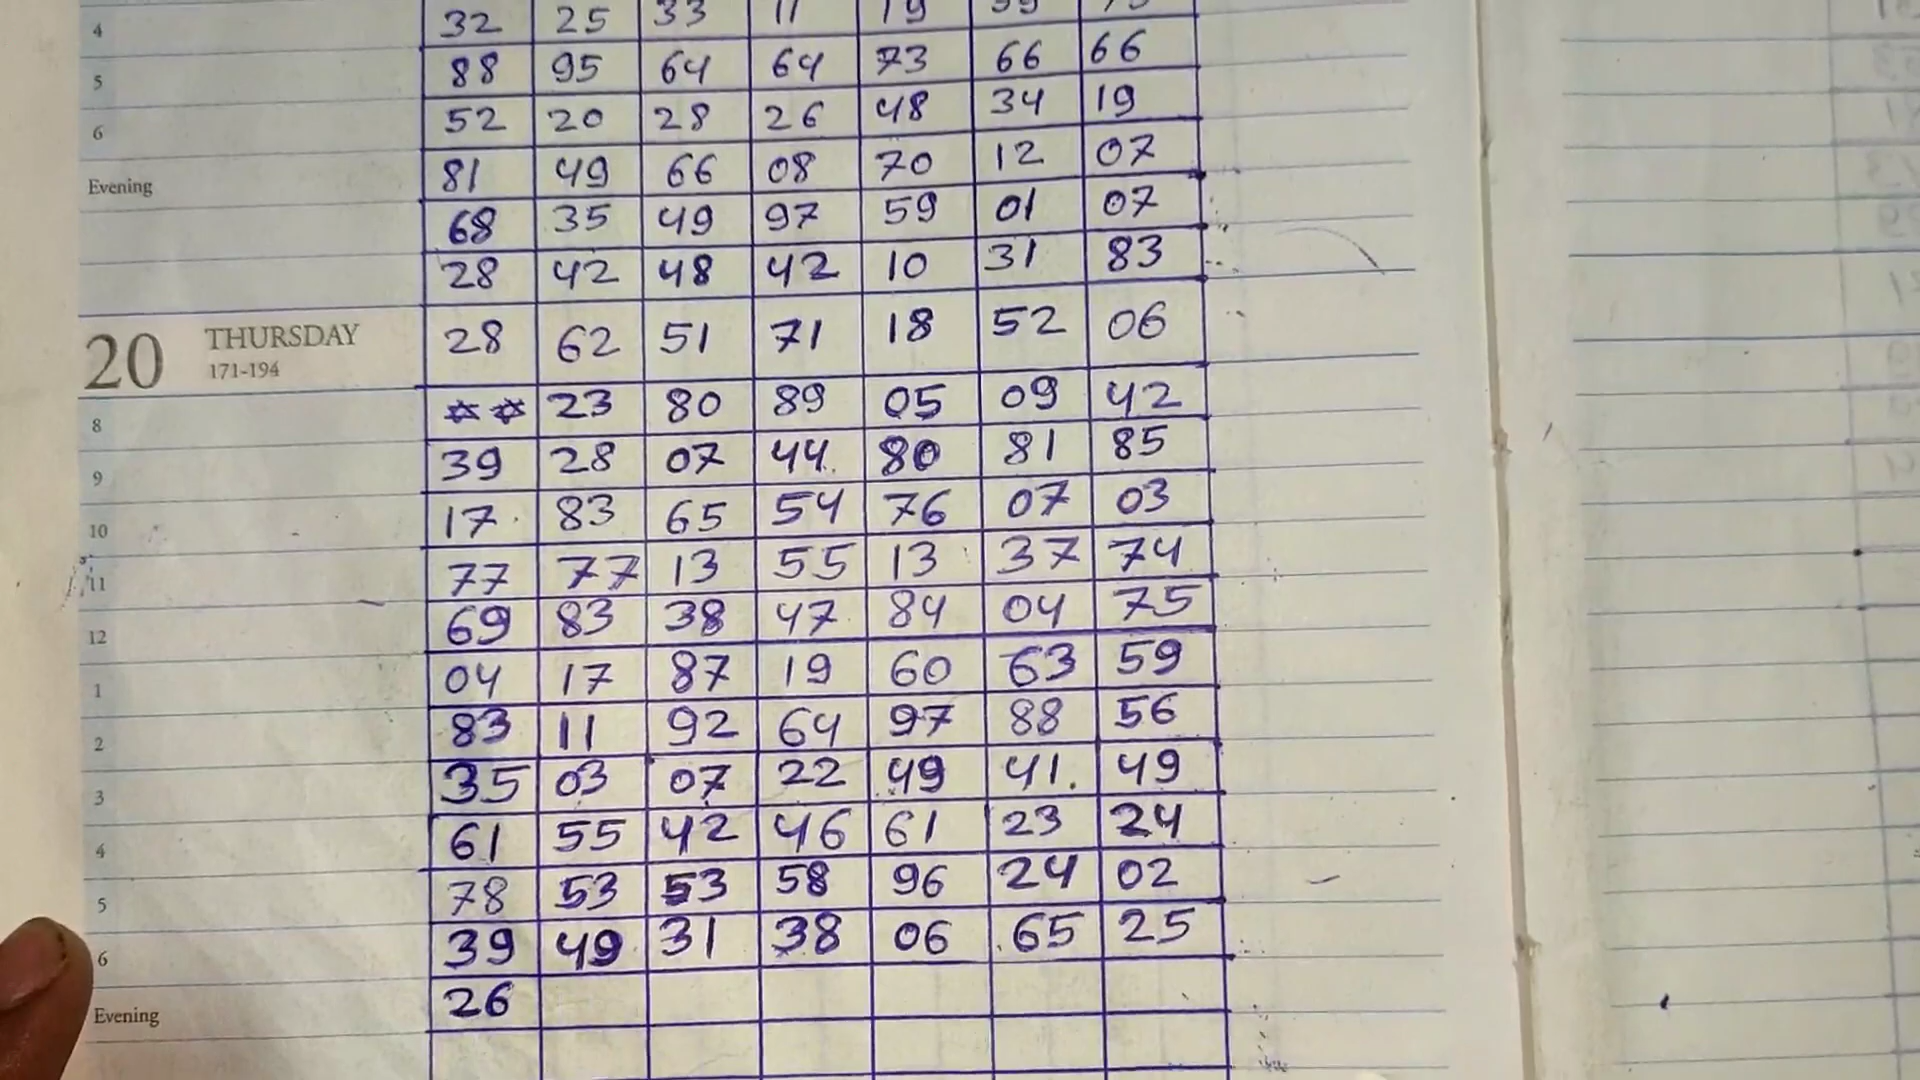 4 32 25 33 11 19
5 88 95 64 64 73 66 66
6 52 20 28 26 48 34 19
Evening 81 49 66 08 70 12 07
68 35 49 97 59 01 07
28 42 48 42 10 31 83
20 THURSDAY 28 62 51 71 18 52 06
171-194
8 ** 23 80 89 05 09 42
9 39 28 07 44 80 81 85
10 17 83 65 54 76 07 03
11 77 77 13 55 13 37 74
12 69 83 38 47 84 04 75
1 04 17 87 19 60 63 59
2 83 11 92 64 97 88 56
3 35 03 07 22 49 41 49
4 61 55 42 46 61 23 24
5 78 53 53 58 96 24 02
6 39 49 31 38 06 65 25
Evening 26